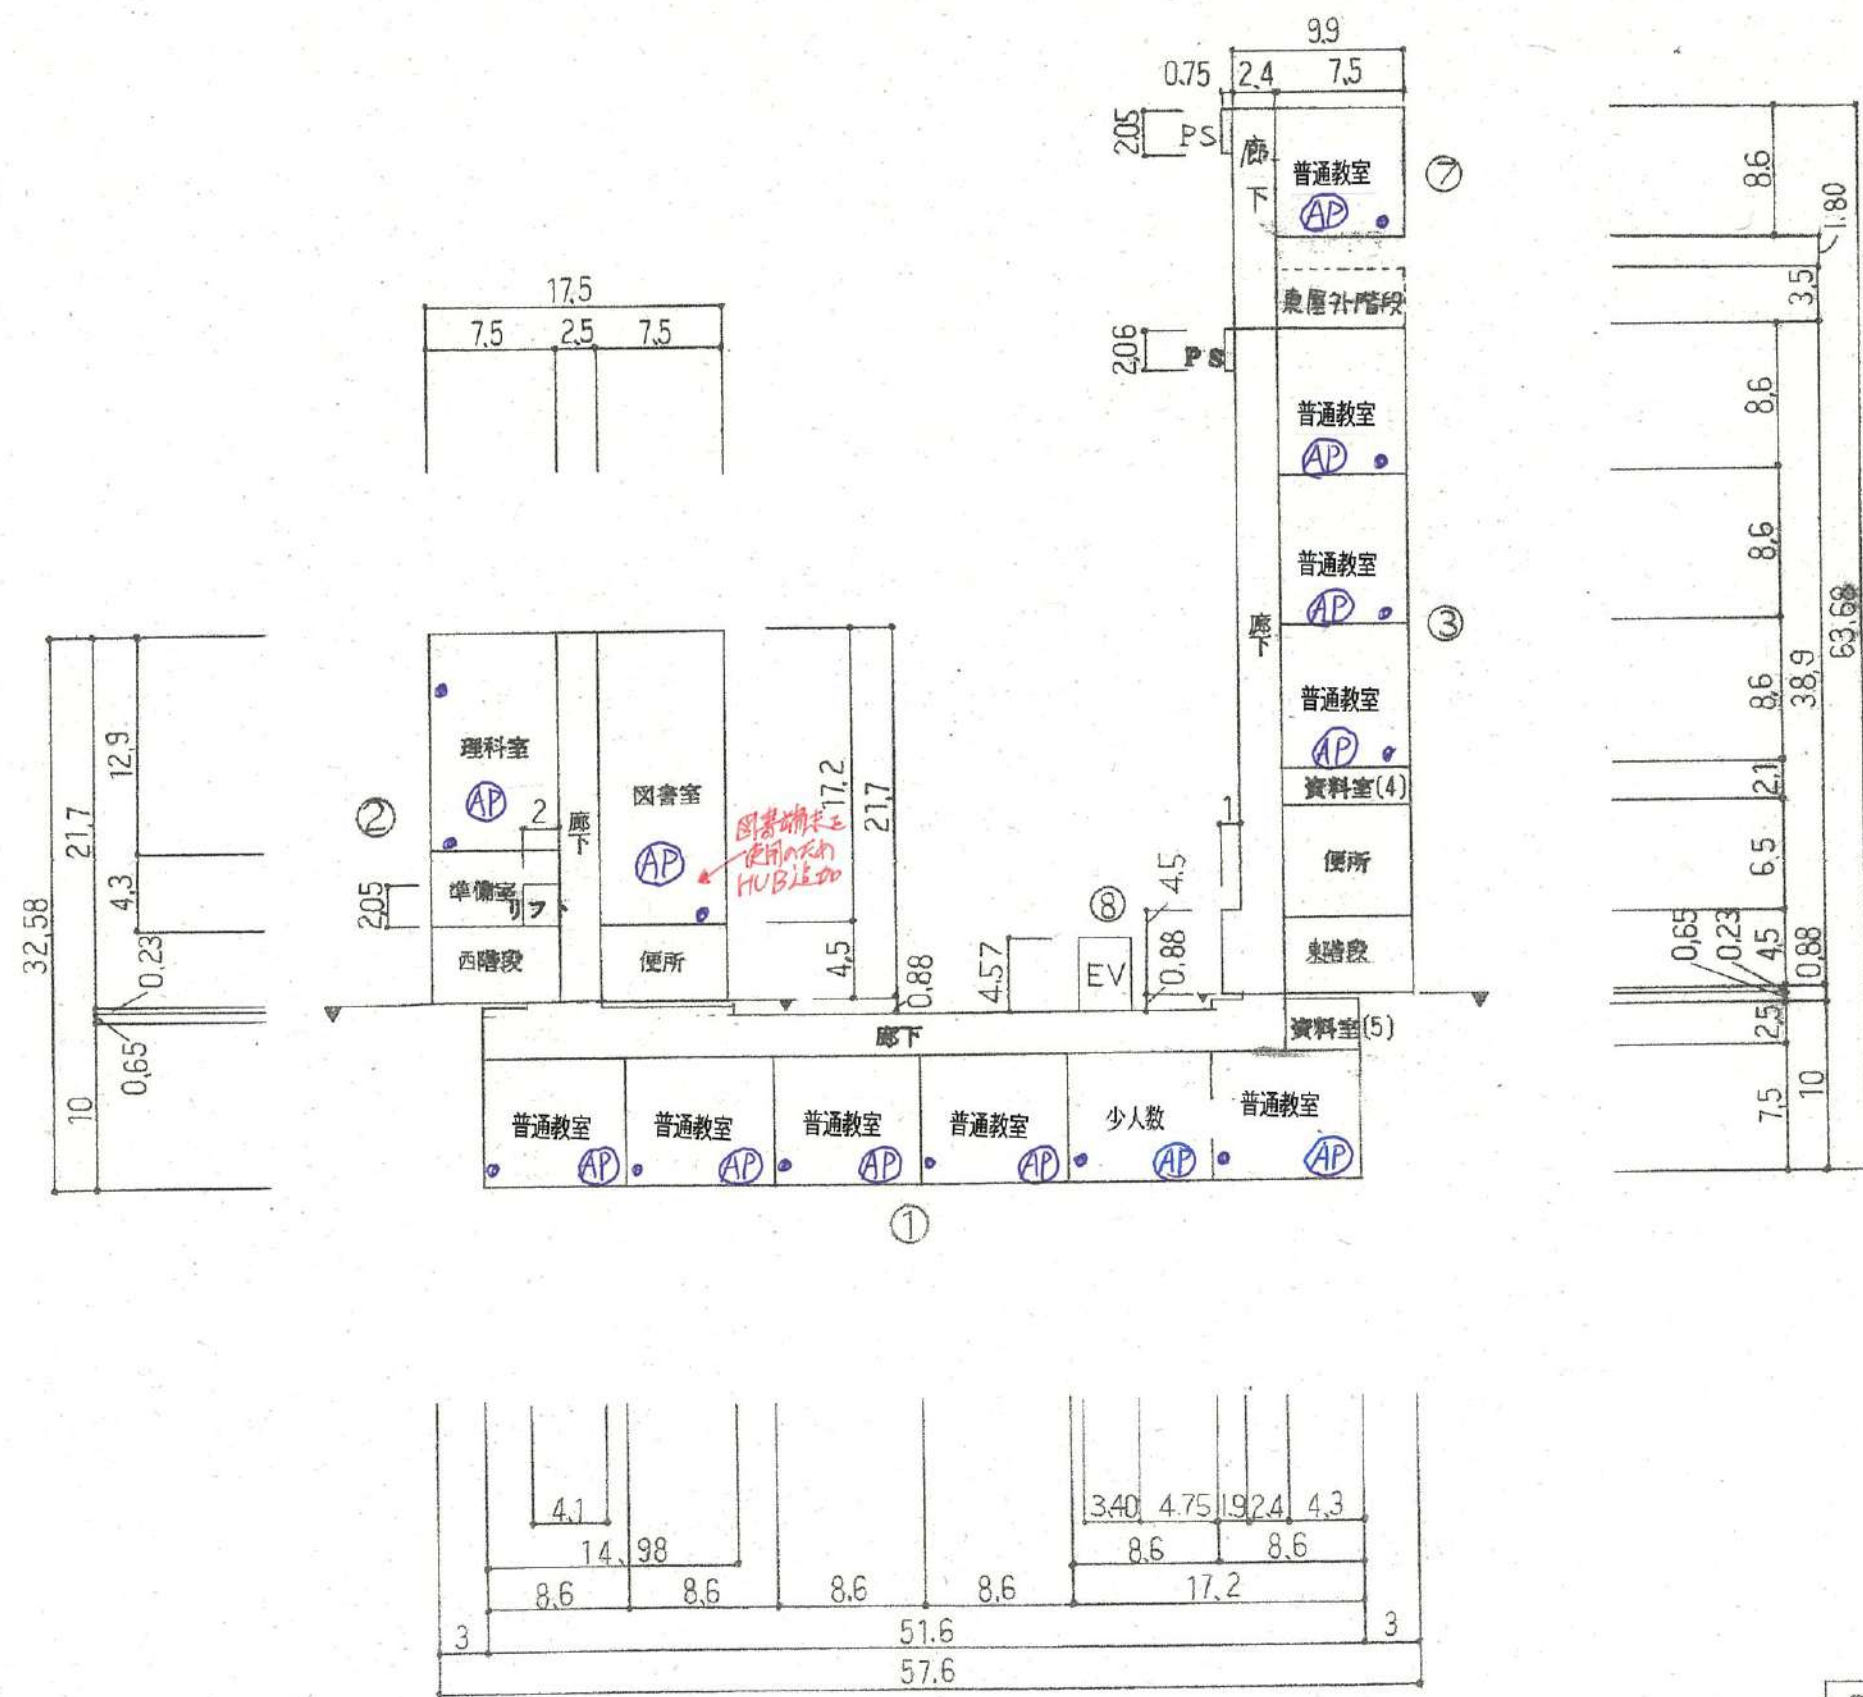 9.9
0.75 2.4 7.5
2.05
PS
廊下
普通教室
AP
⑦
8.6
1.80
3.5
東屋外階段
2.06
PS
17.5
7.5 2.5 7.5
普通教室
AP
8.6
普通教室
AP
8.6
③
廊下
普通教室
AP
8.6
38.9
63.68
資料室(4)
2.1
便所
6.5
東階段
0.65
0.23
4.5
0.88
2.5
7.5
10
32.58
21.7
12.9
4.3
0.23
0.65
10
②
理科室
AP
2
廊下
図書室
AP
図書端末を
使用のため
HUB追加
17.2
21.7
2.05
準備室
リフト
西階段
便所
4.5
0.88
4.57
⑧
EV
1
4.5
0.88
廊下
資料室(5)
普通教室 普通教室 普通教室 普通教室 少人数 普通教室
AP AP AP AP AP AP
①
4.1
3.40 4.75 1.9 2.4 4.3
14.98
8.6 8.6
8.6 8.6 8.6 8.6 17.2
3 51.6 3
57.6